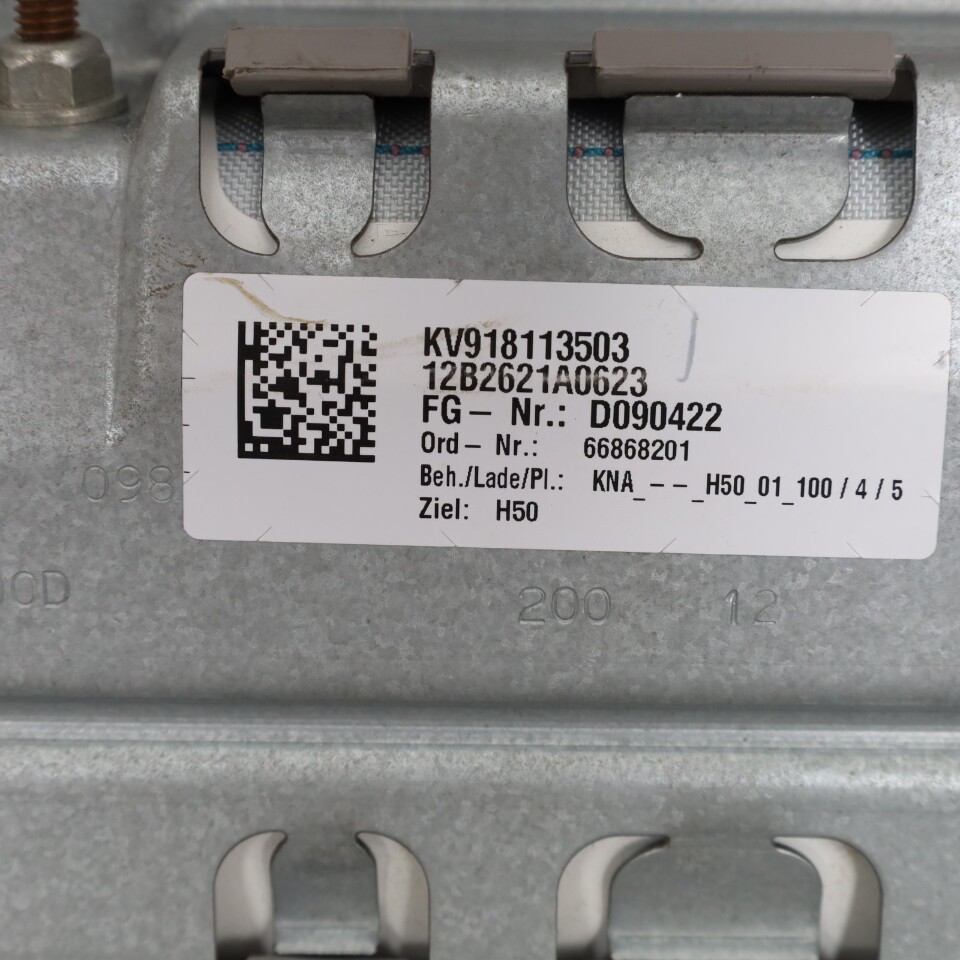 KV918113503
12B2621A0623
FG – Nr.: D090422
Ord – Nr.: 66868201
Beh./Lade/Pl.: KNA_ – – _H50_01_100 / 4 / 5
Ziel: H50
098
0D
200 12